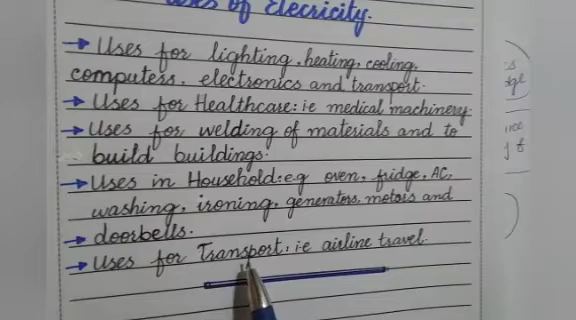 Uses of Elecricity.
→ Uses for lighting, heating, cooling,
computers, electronics and transport.
→ Uses for Healthcare: ie medical machinery.
→ Uses for welding of materials and to
build buildings.
→ Uses in Household: e.g oven, fridge, AC,
washing, ironing, generators, motors and
→ doorbells.
→ Uses for Transport, ie airline travel.